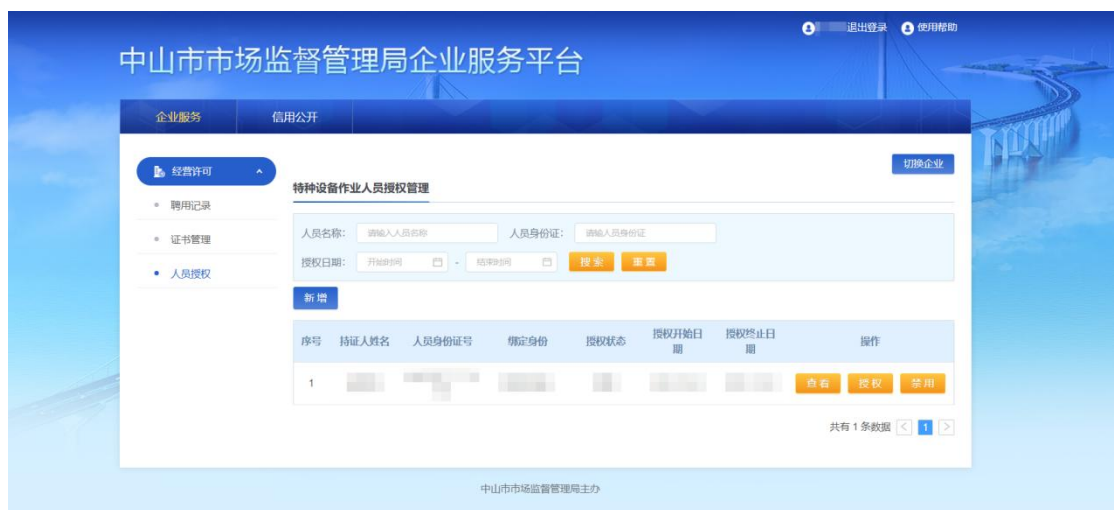 退出登录 使用帮助
中山市市场监督管理局企业服务平台
企业服务 信用公开
切换企业
经营许可
聘用记录
证书管理
人员授权
特种设备作业人员授权管理
人员名称： 请输入人员名称 人员身份证： 请输入人员身份证
授权日期： 开始时间 - 结束时间 搜索 重置
新增
序号 持证人姓名 人员身份证号 绑定身份 授权状态 授权开始日期 授权终止日期 操作
1 查看 授权 禁用
共有 1 条数据 < 1 >
中山市市场监督管理局主办